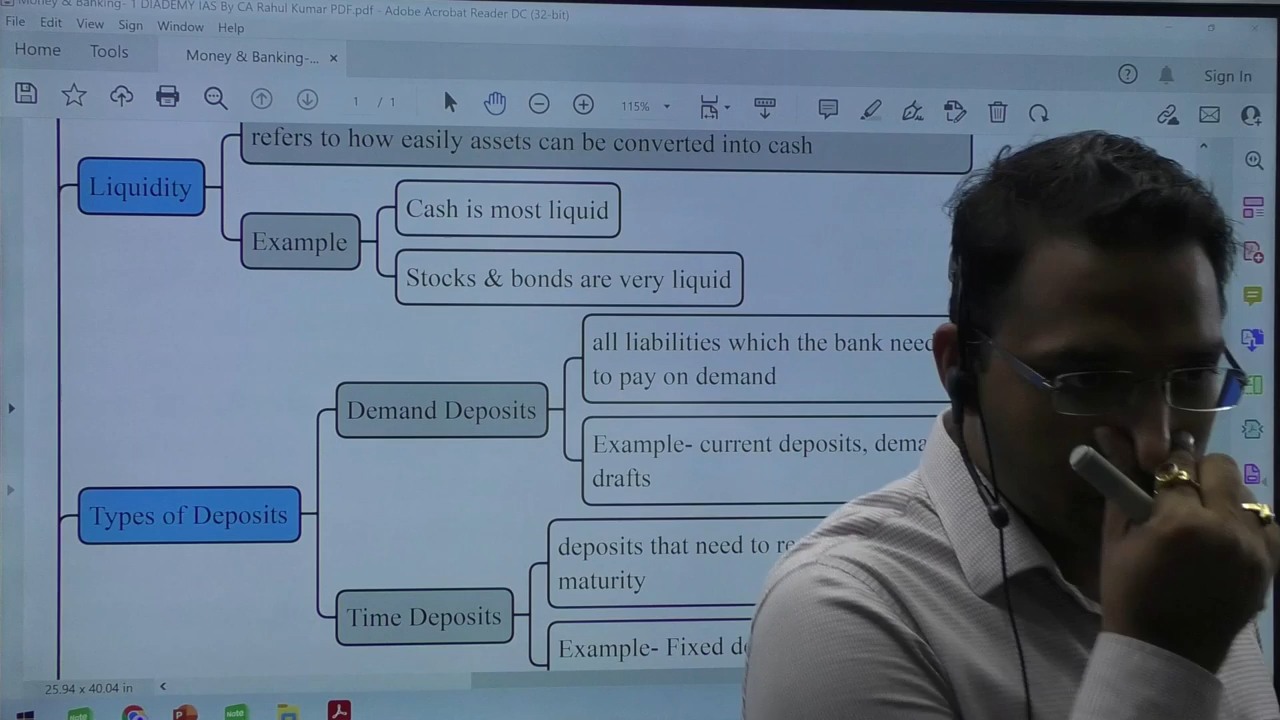 Money & Banking- 1 DIADEMY IAS By CA Rahul Kumar PDF.pdf - Adobe Acrobat Reader DC (32-bit)
File Edit View Sign Window Help
Home Tools Money & Banking-... ×
Sign In
1 / 1 115%
refers to how easily assets can be converted into cash
Liquidity
Cash is most liquid
Example
Stocks & bonds are very liquid
all liabilities which the bank need
to pay on demand
Demand Deposits
Example- current deposits, dema
drafts
Types of Deposits
deposits that need to re
maturity
Time Deposits
Example- Fixed de
25.94 x 40.04 in